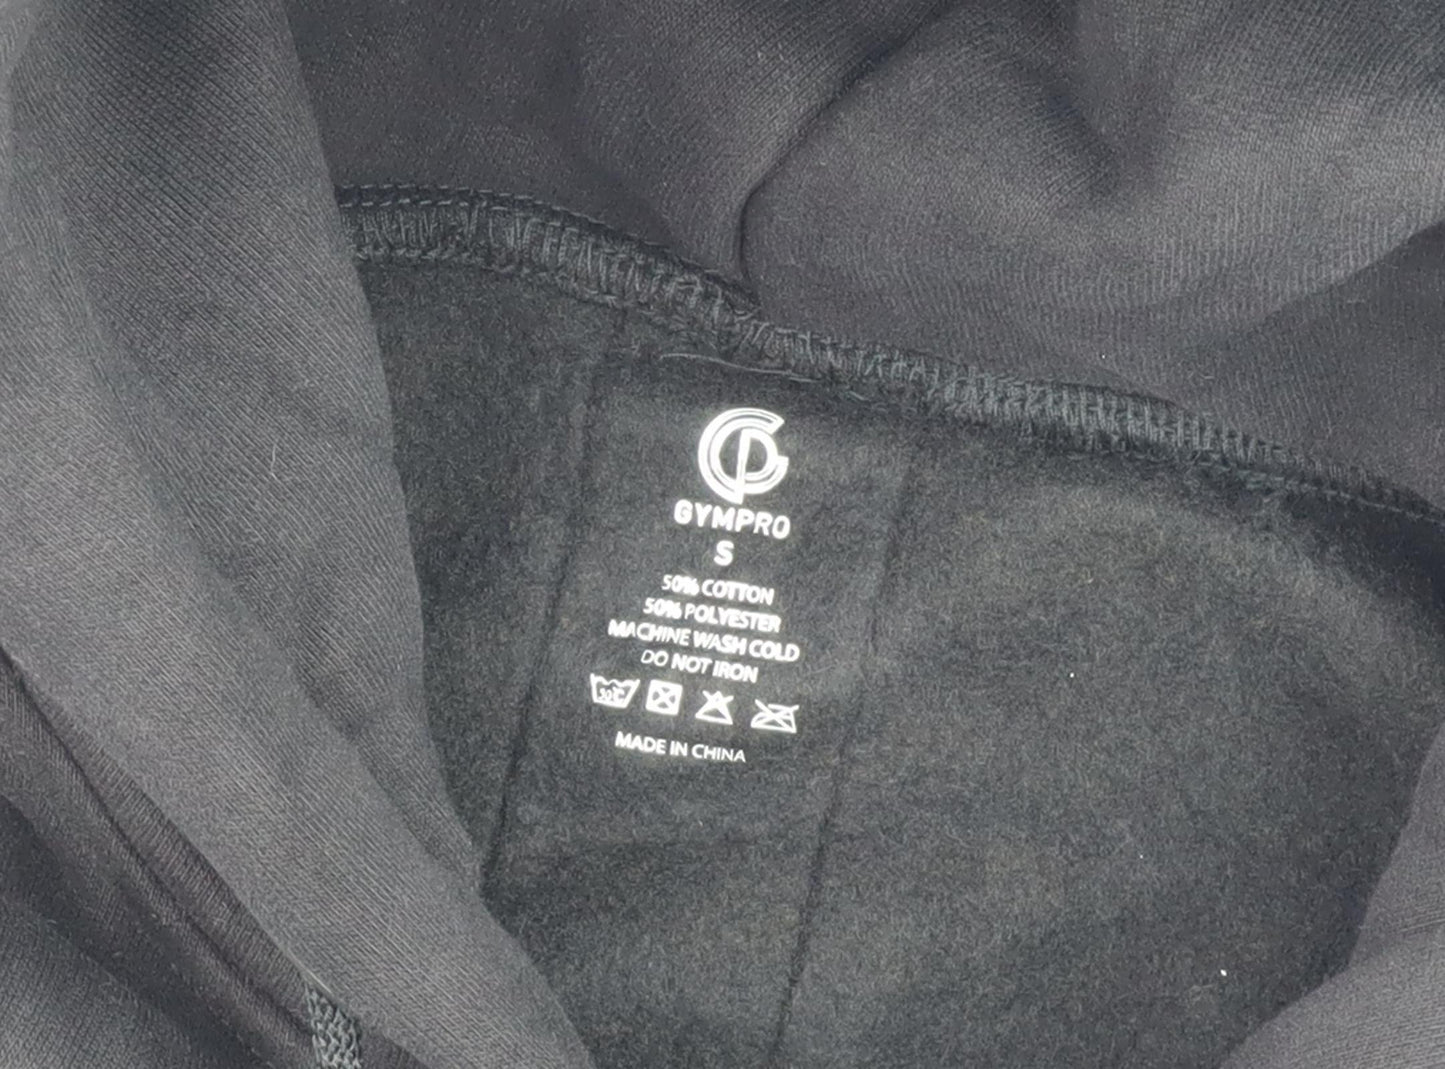 GYMPRO
S
50% COTTON
50% POLYESTER
MACHINE WASH COLD
DO NOT IRON
MADE IN CHINA